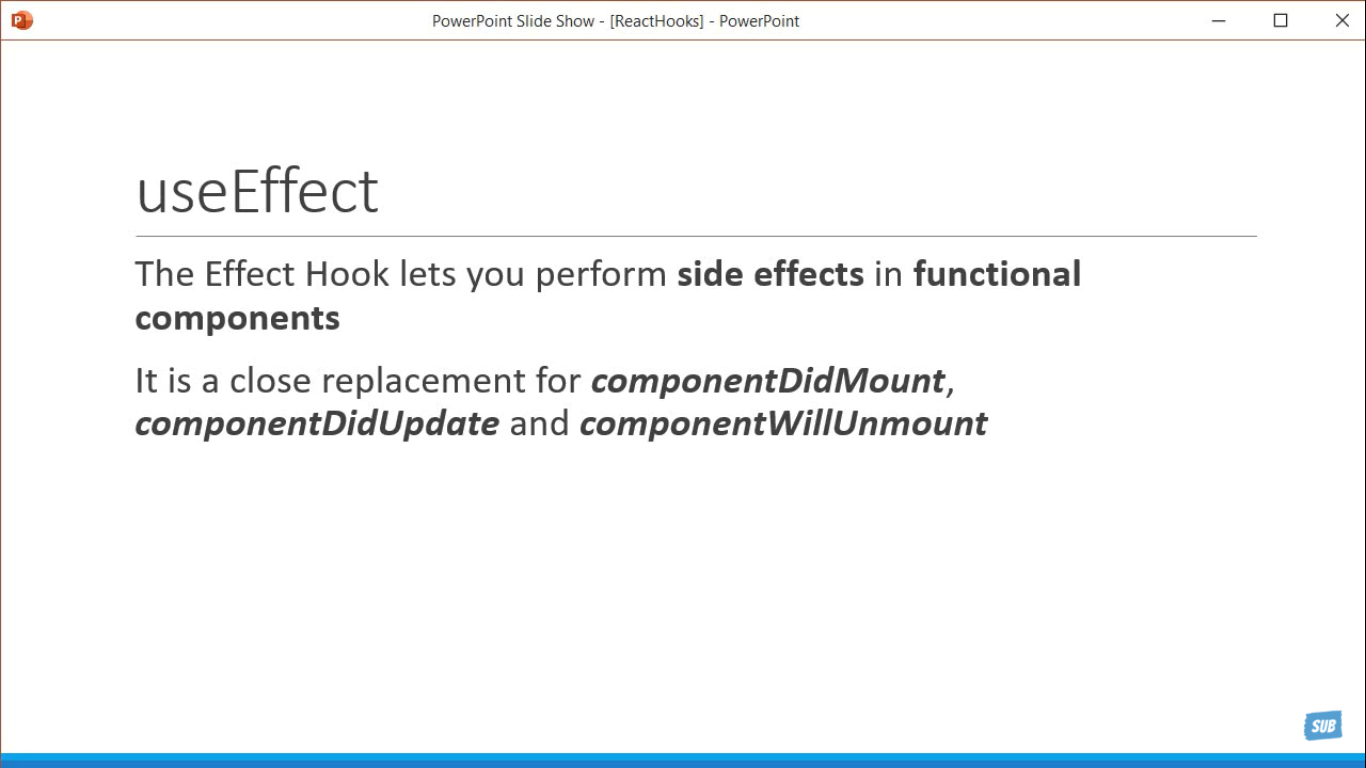 PowerPoint Slide Show - [ReactHooks] - PowerPoint
useEffect
The Effect Hook lets you perform side effects in functional
components
It is a close replacement for componentDidMount,
componentDidUpdate and componentWillUnmount
SUB